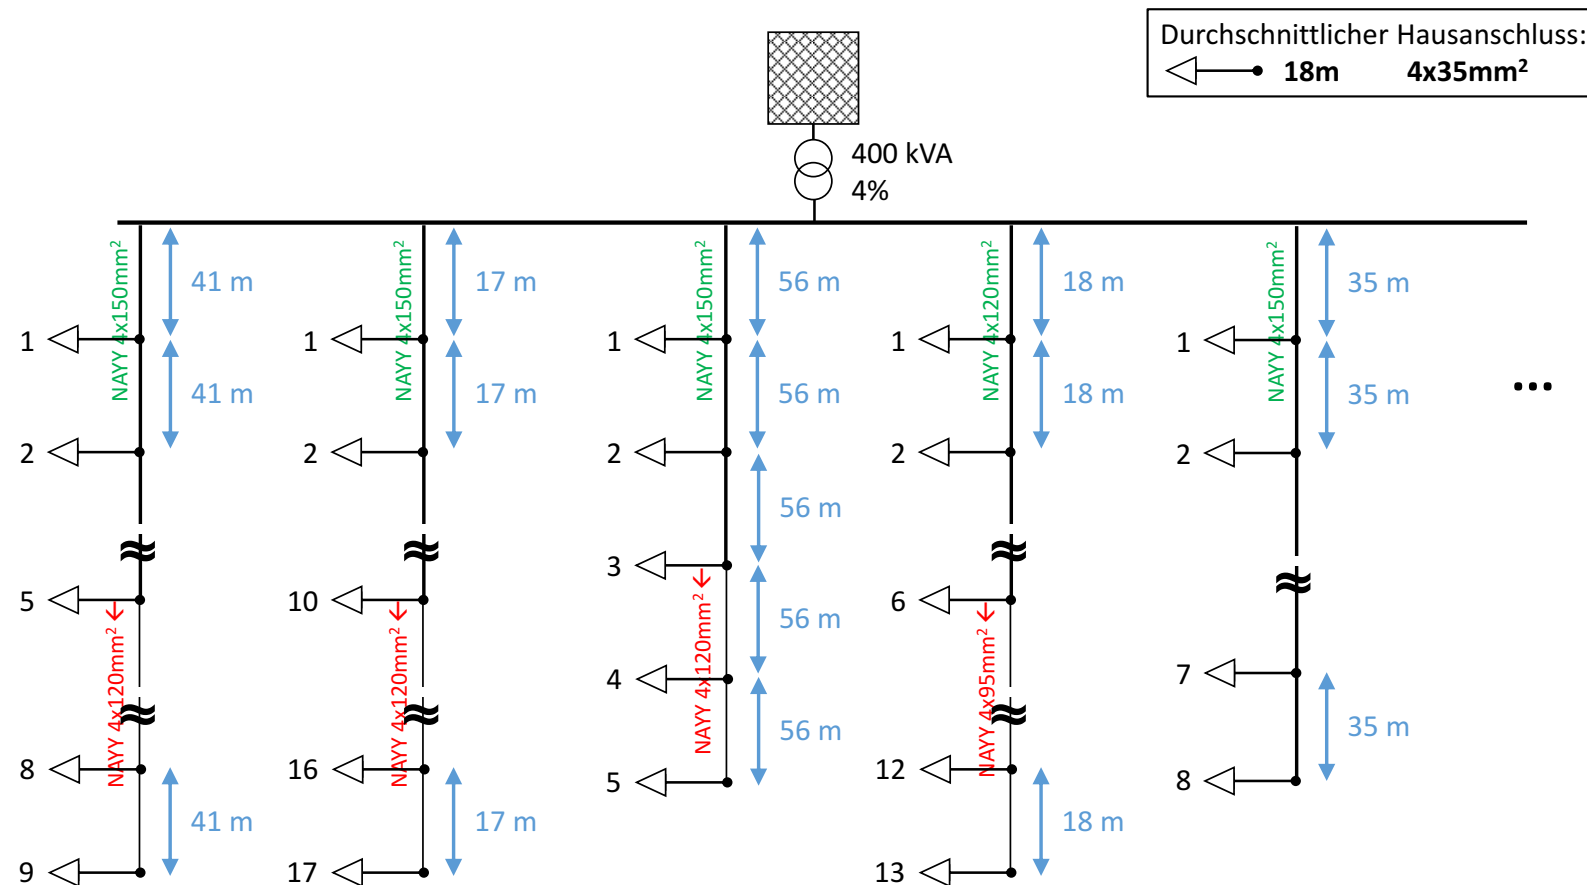 Durchschnittlicher Hausanschluss:
18m 4x35mm²
400 kVA
4%
NAYY 4x150mm²
41 m
1
41 m
2
5
NAYY 4x120mm² ←
8
41 m
9
NAYY 4x150mm²
17 m
1
17 m
2
10
NAYY 4x120mm² ←
16
17 m
17
NAYY 4x150mm²
56 m
1
56 m
2
56 m
3
NAYY 4x120mm² ←
56 m
4
56 m
5
NAYY 4x120mm²
18 m
1
18 m
2
6
NAYY 4x95mm² ←
12
18 m
13
NAYY 4x150mm²
35 m
1
35 m
2
7
35 m
8
...